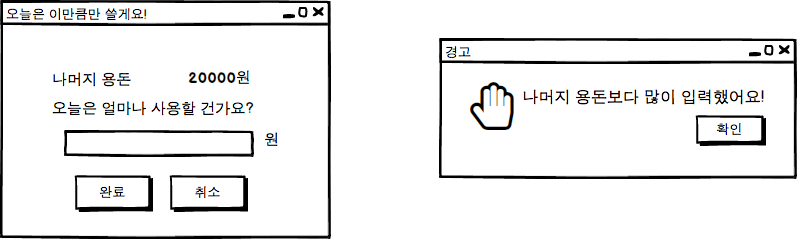 오늘은 이만큼만 쓸게요!
나머지 용돈 20000원
오늘은 얼마나 사용할 건가요?
원
완료 취소
경고
나머지 용돈보다 많이 입력했어요!
확인